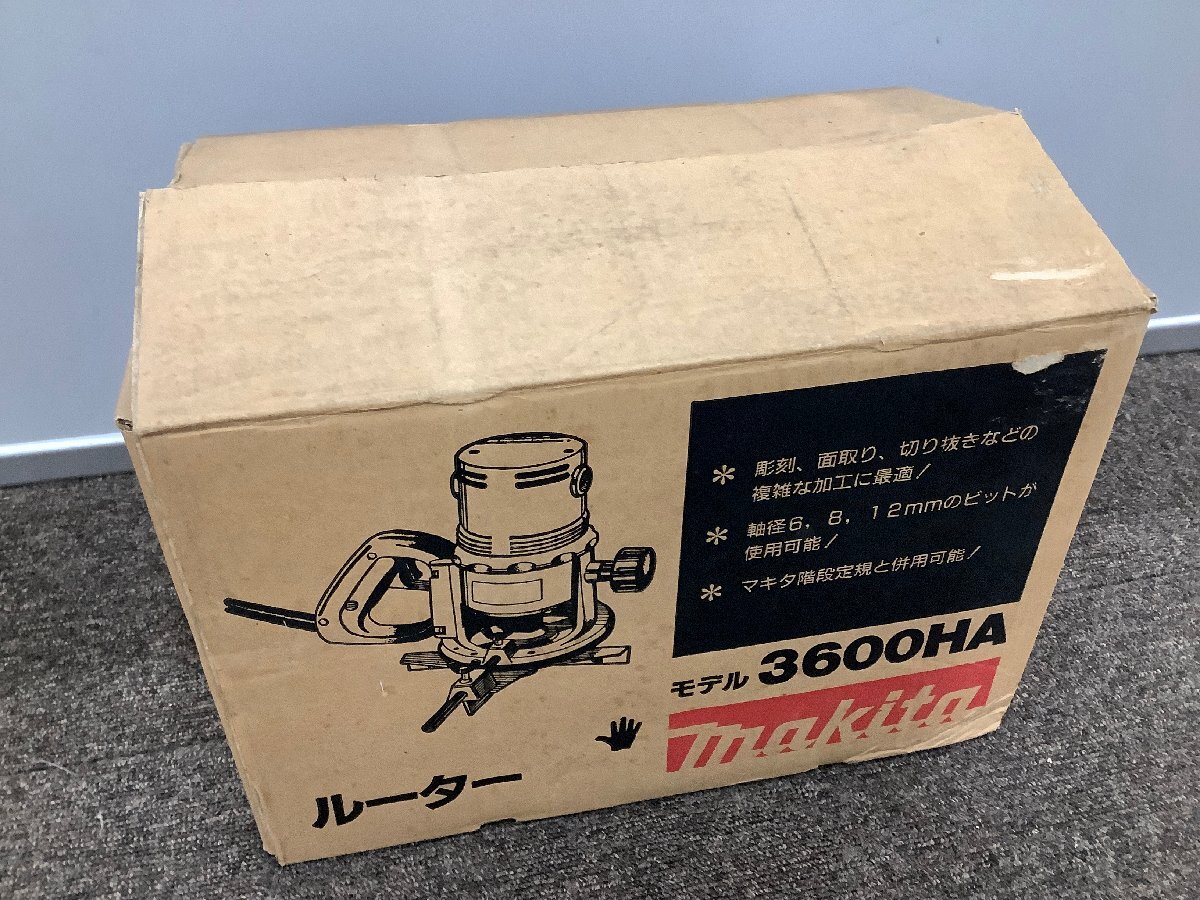 * 彫刻、面取り、切り抜きなどの
複雑な加工に最適！
* 軸径6，8，12mmのビットが
使用可能！
* マキタ階段定規と併用可能！
モデル 3600HA
makita
ルーター